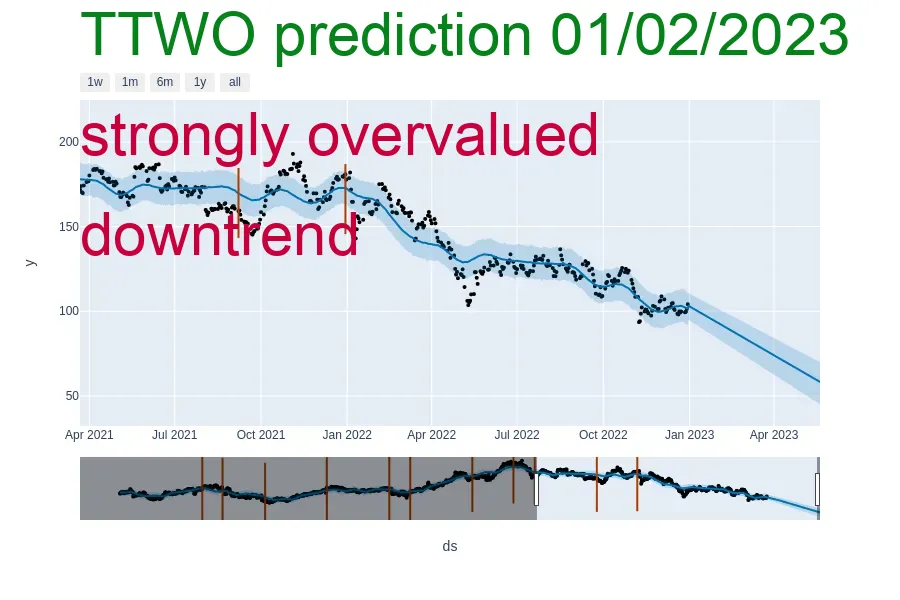 TTWO prediction 01/02/2023
1w 1m 6m 1y all
strongly overvalued
downtrend
200
150
100
50
y
Apr 2021 Jul 2021 Oct 2021 Jan 2022 Apr 2022 Jul 2022 Oct 2022 Jan 2023 Apr 2023
ds